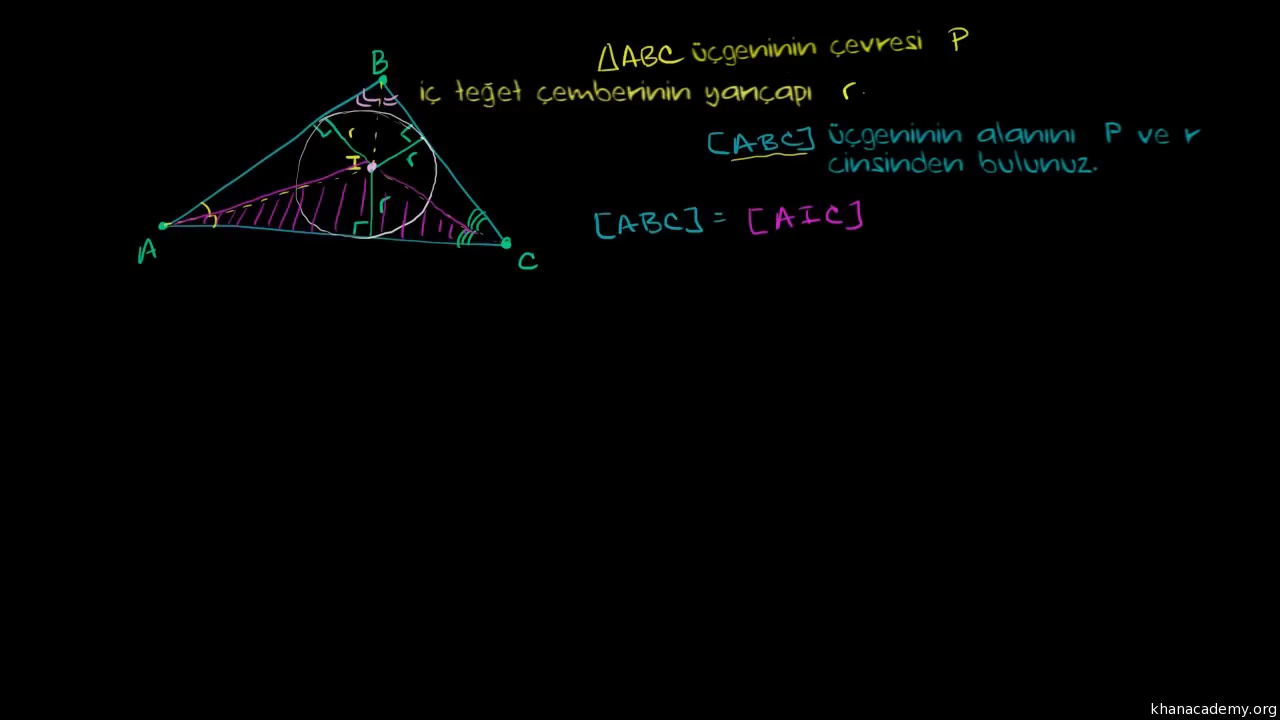 ΔABC üçgeninin çevresi P
iç teğet çemberinin yarıçapı r.
[ABC] üçgeninin alanını P ve r
cinsinden bulunuz.
[ABC] = [AIC]
B
r
I
r
r
A
C
khanacademy.org